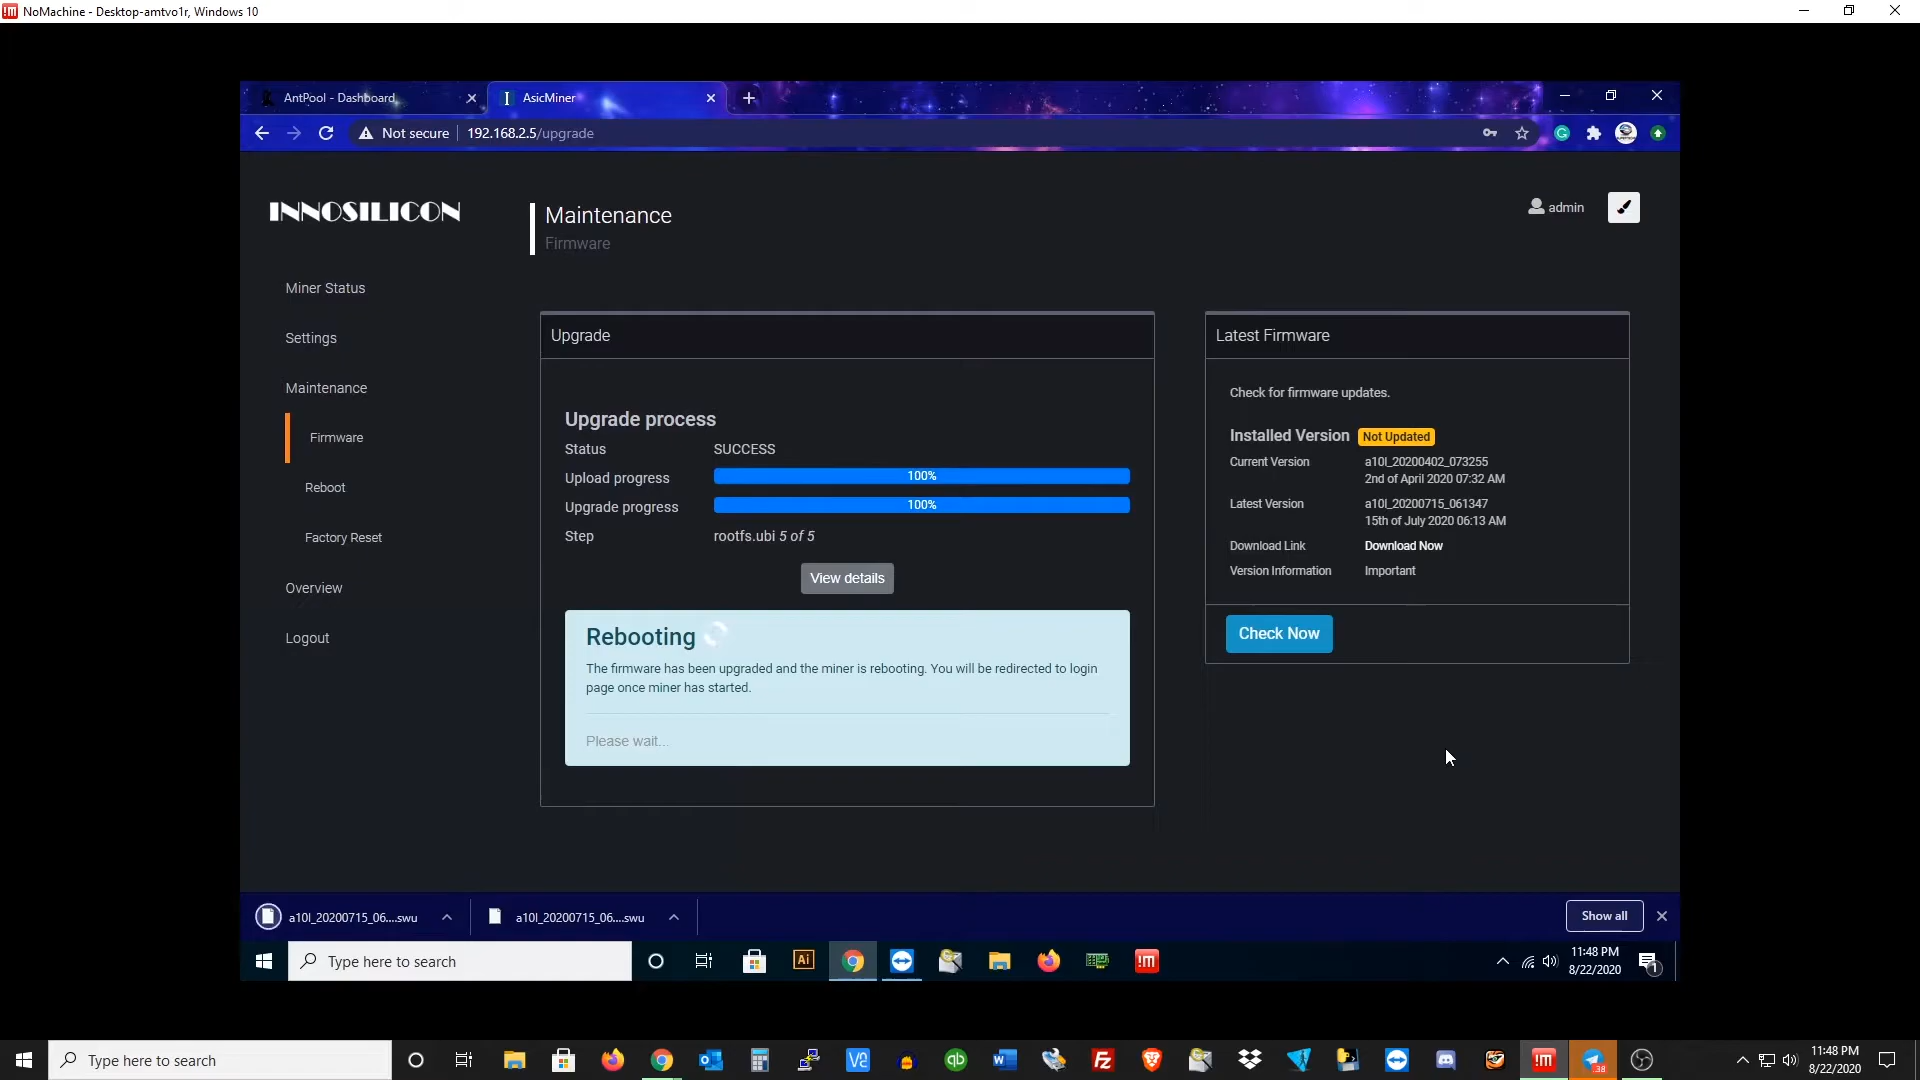 NoMachine - Desktop-amtvo1r, Windows 10
AntPool - Dashboard
AsicMiner
Not secure
192.168.2.5/upgrade
INNOSILICON
Maintenance
Firmware
admin
Miner Status
Settings
Maintenance
Firmware
Reboot
Factory Reset
Overview
Logout
Upgrade
Upgrade process
Status SUCCESS
Upload progress 100%
Upgrade progress 100%
Step rootfs.ubi 5 of 5
View details
Rebooting
The firmware has been upgraded and the miner is rebooting. You will be redirected to login
page once miner has started.
Please wait...
Latest Firmware
Check for firmware updates.
Installed Version Not Updated
Current Version a10l_20200402_073255
2nd of April 2020 07:32 AM
Latest Version a10l_20200715_061347
15th of July 2020 06:13 AM
Download Link Download Now
Version Information Important
Check Now
a10l_20200715_06....swu
a10l_20200715_06....swu
Show all
Type here to search
Ai
!M
11:48 PM
8/22/2020
1
Type here to search
qb
W
Fz
!M
38
11:48 PM
8/22/2020